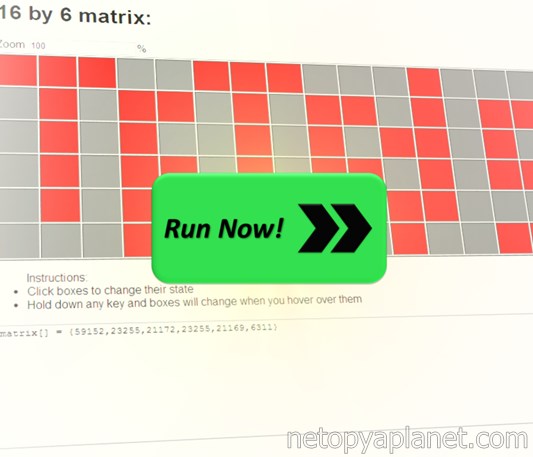 16 by 6 matrix:
Zoom 100 %
Run Now!
Instructions:
Click boxes to change their state
Hold down any key and boxes will change when you hover over them
matrix[] = {59152,23255,21172,23255,21169,6311}
netopyaplanet.com